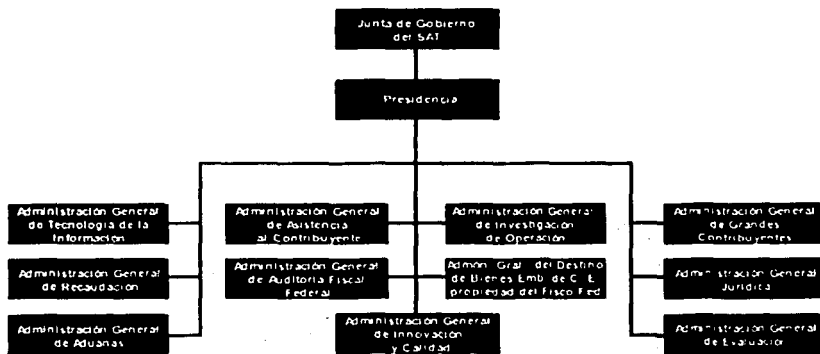 Junta de Gobierno
del SAT
Presidencia
Administración General
de Tecnología de la
Información
Administración General
de Asistencia
al Contribuyente
Administración General
de Investigación
de Operación
Administración General
de Grandes
Contribuyentes
Administración General
de Recaudación
Administración General
de Auditoría Fiscal
Federal
Admón. Gral. del Destino
de Bienes Emb. de C. E.
propiedad del Fisco Fed.
Administración General
Jurídica
Administración General
de Aduanas
Administración General
de Innovación
y Calidad
Administración General
de Evaluación